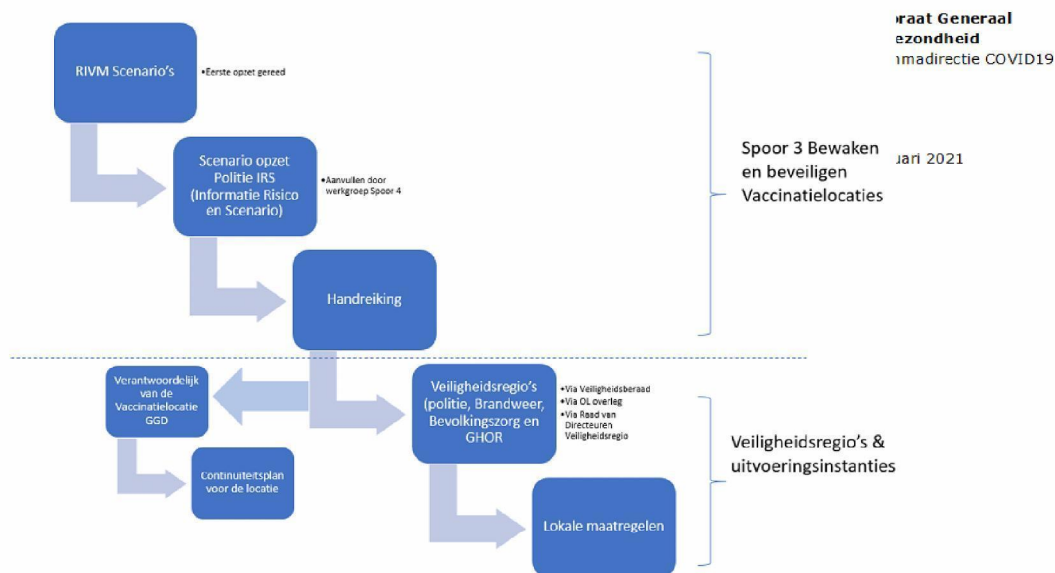 RIVM Scenario's
•Eerste opzet gereed
Scenario opzet
Politie IRS
(Informatie Risico
en Scenario)
•Aanvullen door
werkgroep Spoor 4
Handreiking
Spoor 3 Bewaken
en beveiligen
Vaccinatielocaties
raat Generaal
ezondheid
madirectie COVID19
uari 2021
Verantwoordelijk
van de
Vaccinatielocatie
GGD
Continuiteitsplan
voor de locatie
Veiligheidsregio's
(politie, Brandweer,
Bevolkingszorg en
GHOR
•Via Veiligheidsberaad
•Via OL overleg
•Via Raad van
Directeuren
Veiligheidsregio
Lokale maatregelen
Veiligheidsregio's &
uitvoeringsinstanties